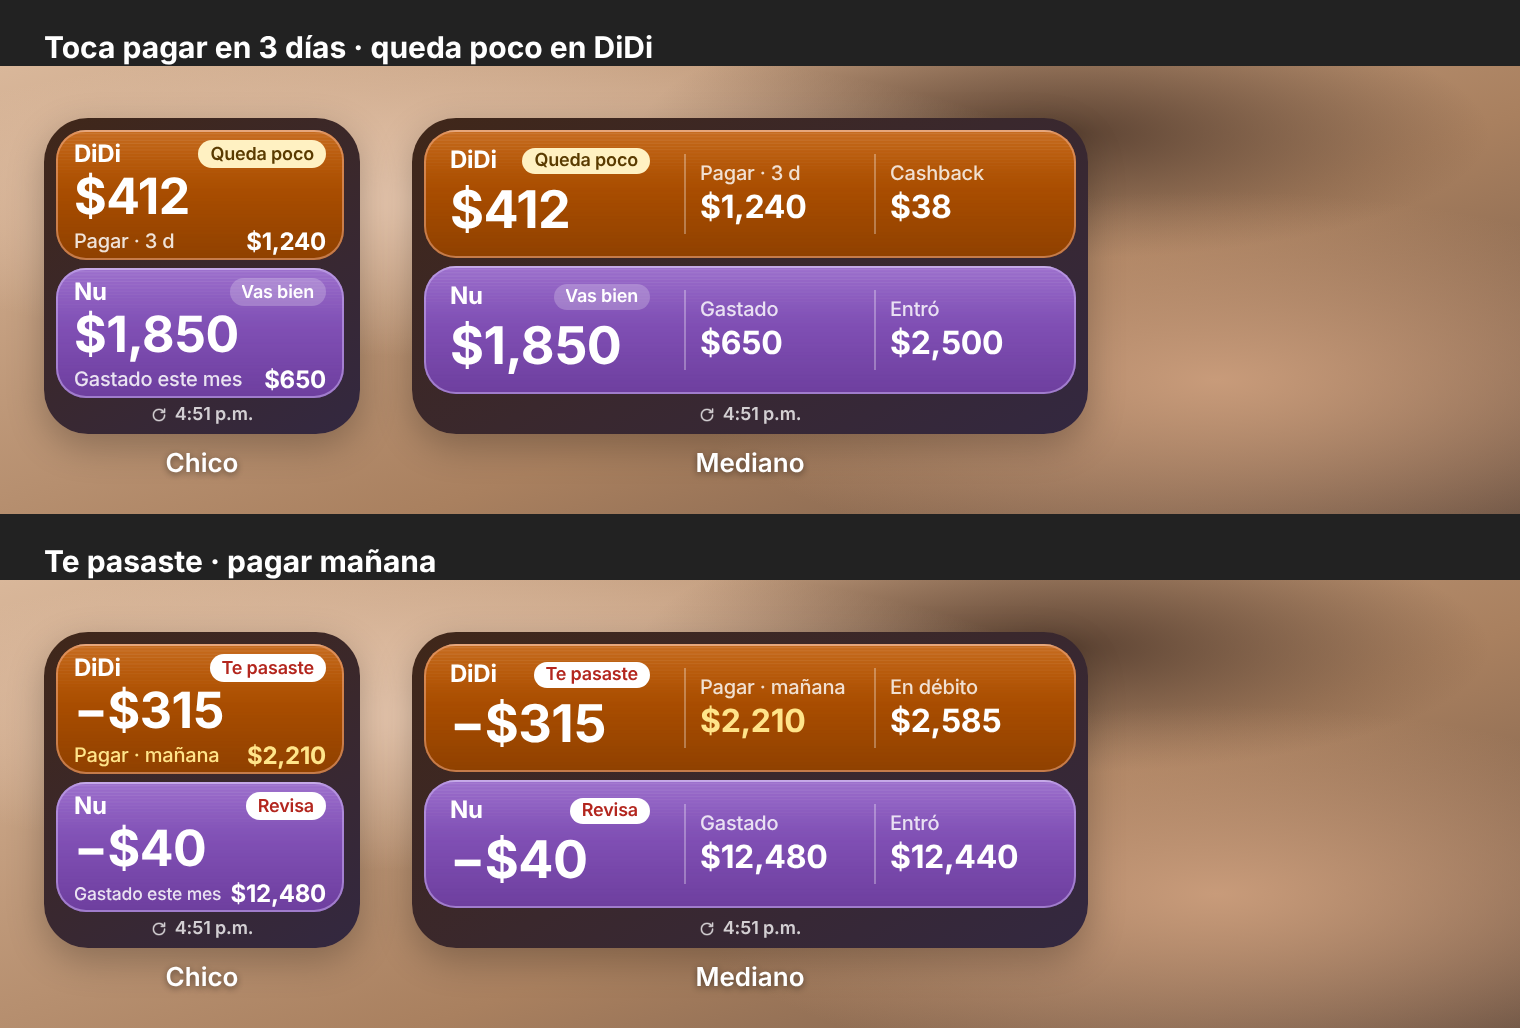 Toca pagar en 3 días · queda poco en DiDi
DiDi
Queda poco
$412
Pagar · 3 d
$1,240
Nu
Vas bien
$1,850
Gastado este mes
$650
4:51 p.m.
Chico
DiDi
Queda poco
$412
Pagar · 3 d
$1,240
Cashback
$38
Nu
Vas bien
$1,850
Gastado
$650
Entró
$2,500
4:51 p.m.
Mediano
Te pasaste · pagar mañana
DiDi
Te pasaste
−$315
Pagar · mañana
$2,210
Nu
Revisa
−$40
Gastado este mes
$12,480
4:51 p.m.
Chico
DiDi
Te pasaste
−$315
Pagar · mañana
$2,210
En débito
$2,585
Nu
Revisa
−$40
Gastado
$12,480
Entró
$12,440
4:51 p.m.
Mediano